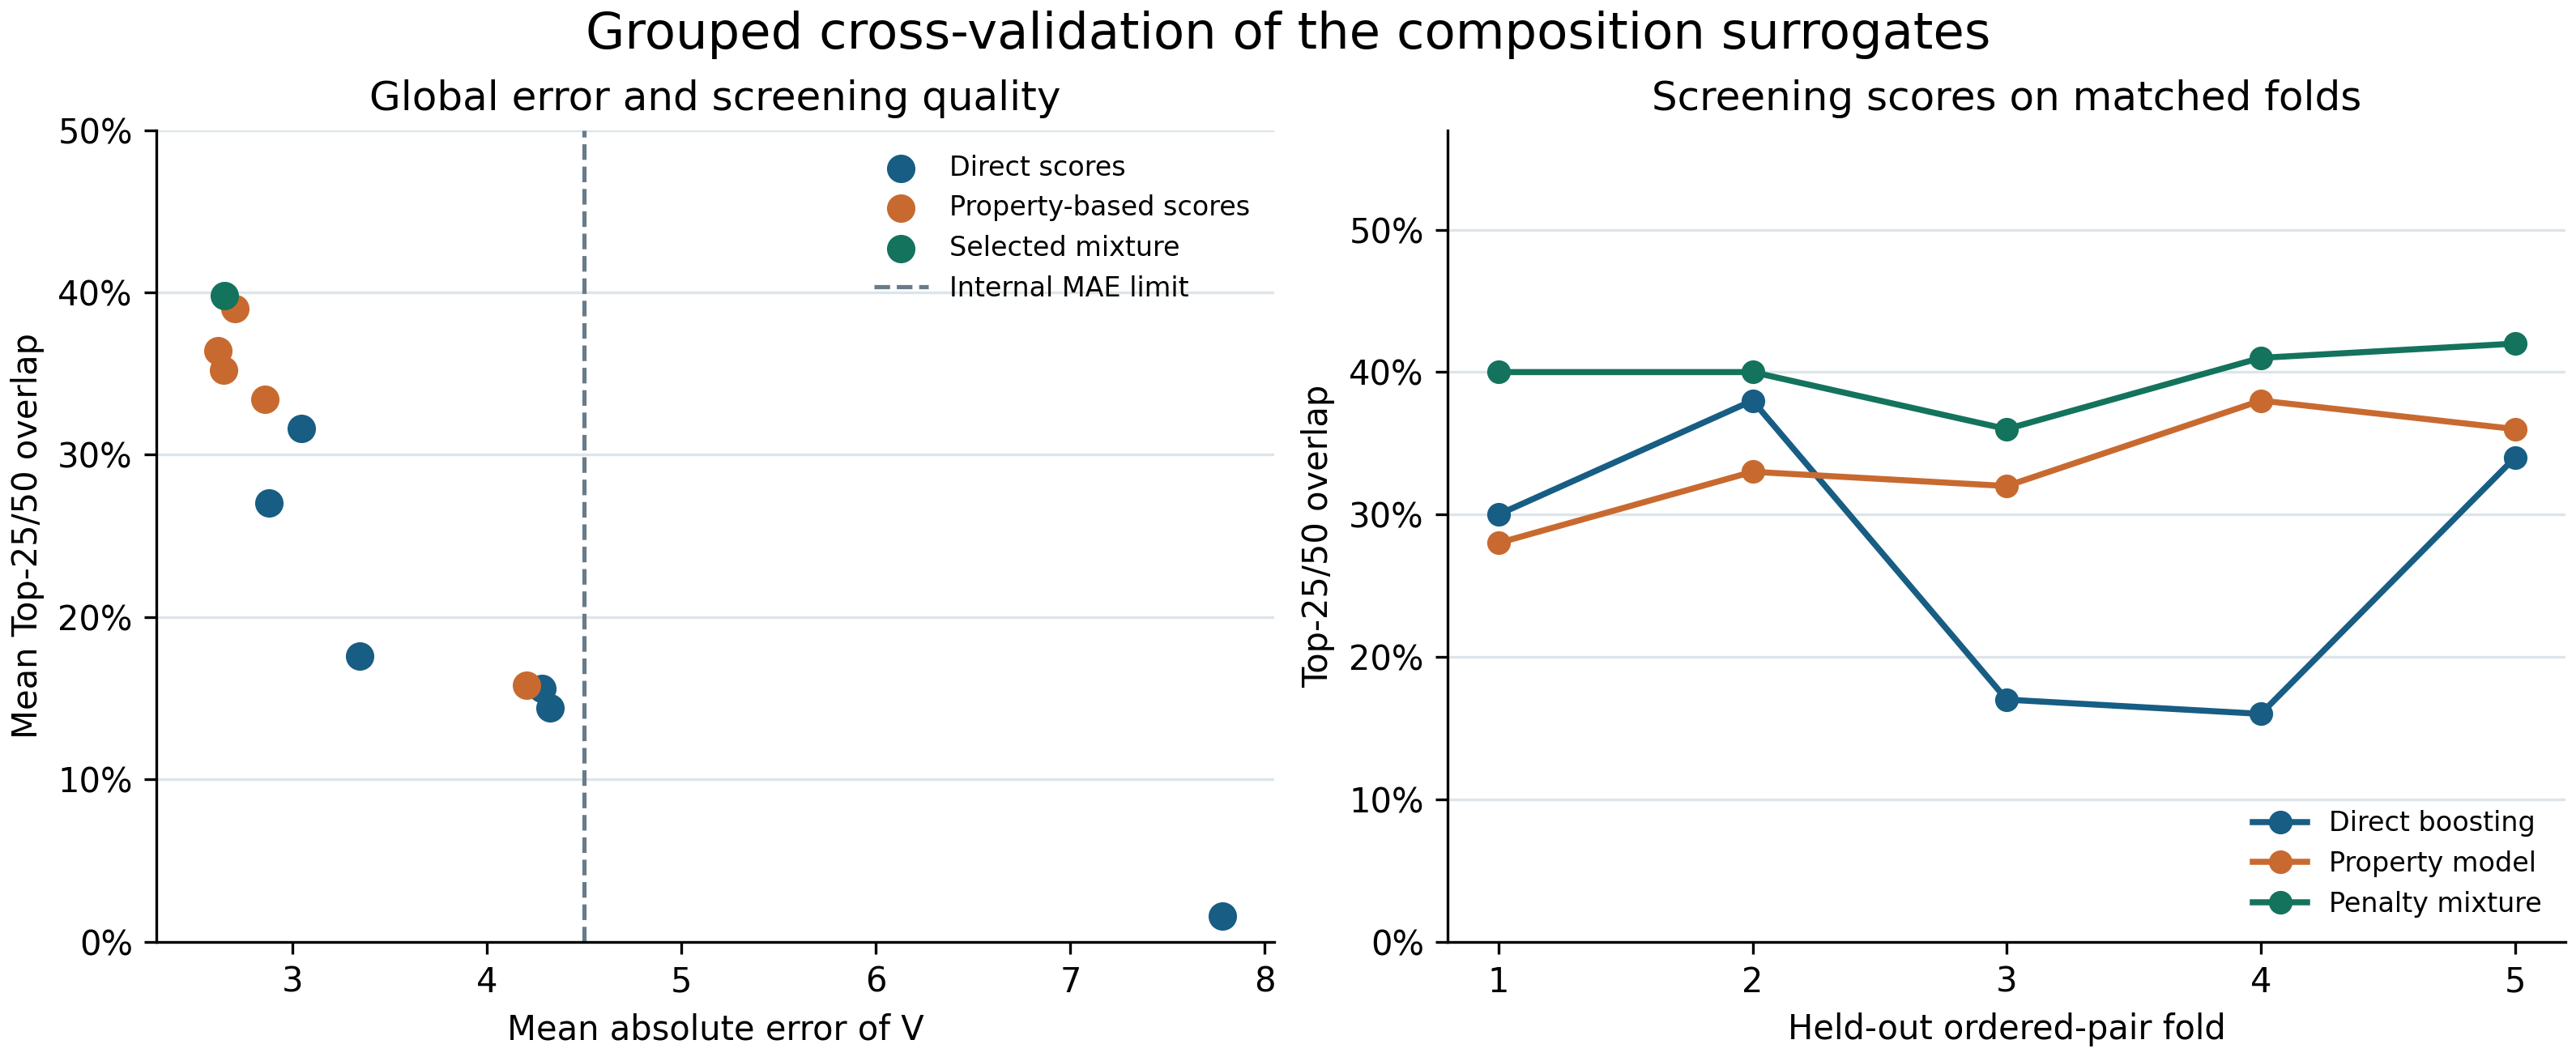 Grouped cross-validation of the composition surrogates
Global error and screening quality
Mean Top-25/50 overlap
50%
40%
30%
20%
10%
0%
Direct scores
Property-based scores
Selected mixture
Internal MAE limit
3 4 5 6 7 8
Mean absolute error of V
Screening scores on matched folds
Top-25/50 overlap
50%
40%
30%
20%
10%
0%
Direct boosting
Property model
Penalty mixture
1 2 3 4 5
Held-out ordered-pair fold